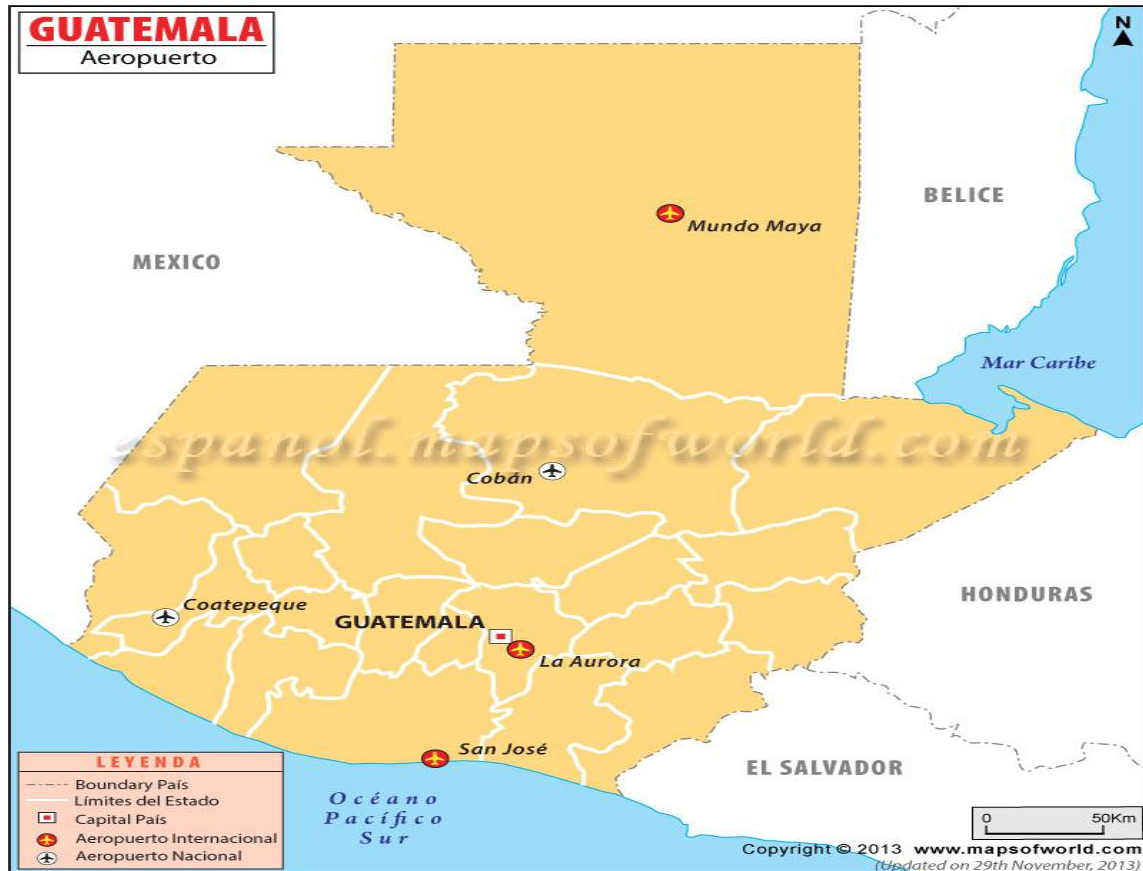 GUATEMALA
Aeropuerto
N
BELICE
Mundo Maya
MEXICO
Mar Caribe
espanol.mapsofworld.com
Cobán
HONDURAS
Coatepeque
GUATEMALA
La Aurora
San José
EL SALVADOR
Océano
Pacífico
Sur
LEYENDA
Boundary País
Límites del Estado
Capital País
Aeropuerto Internacional
Aeropuerto Nacional
0 50Km
Copyright © 2013 www.mapsofworld.com
(Updated on 29th November, 2013)